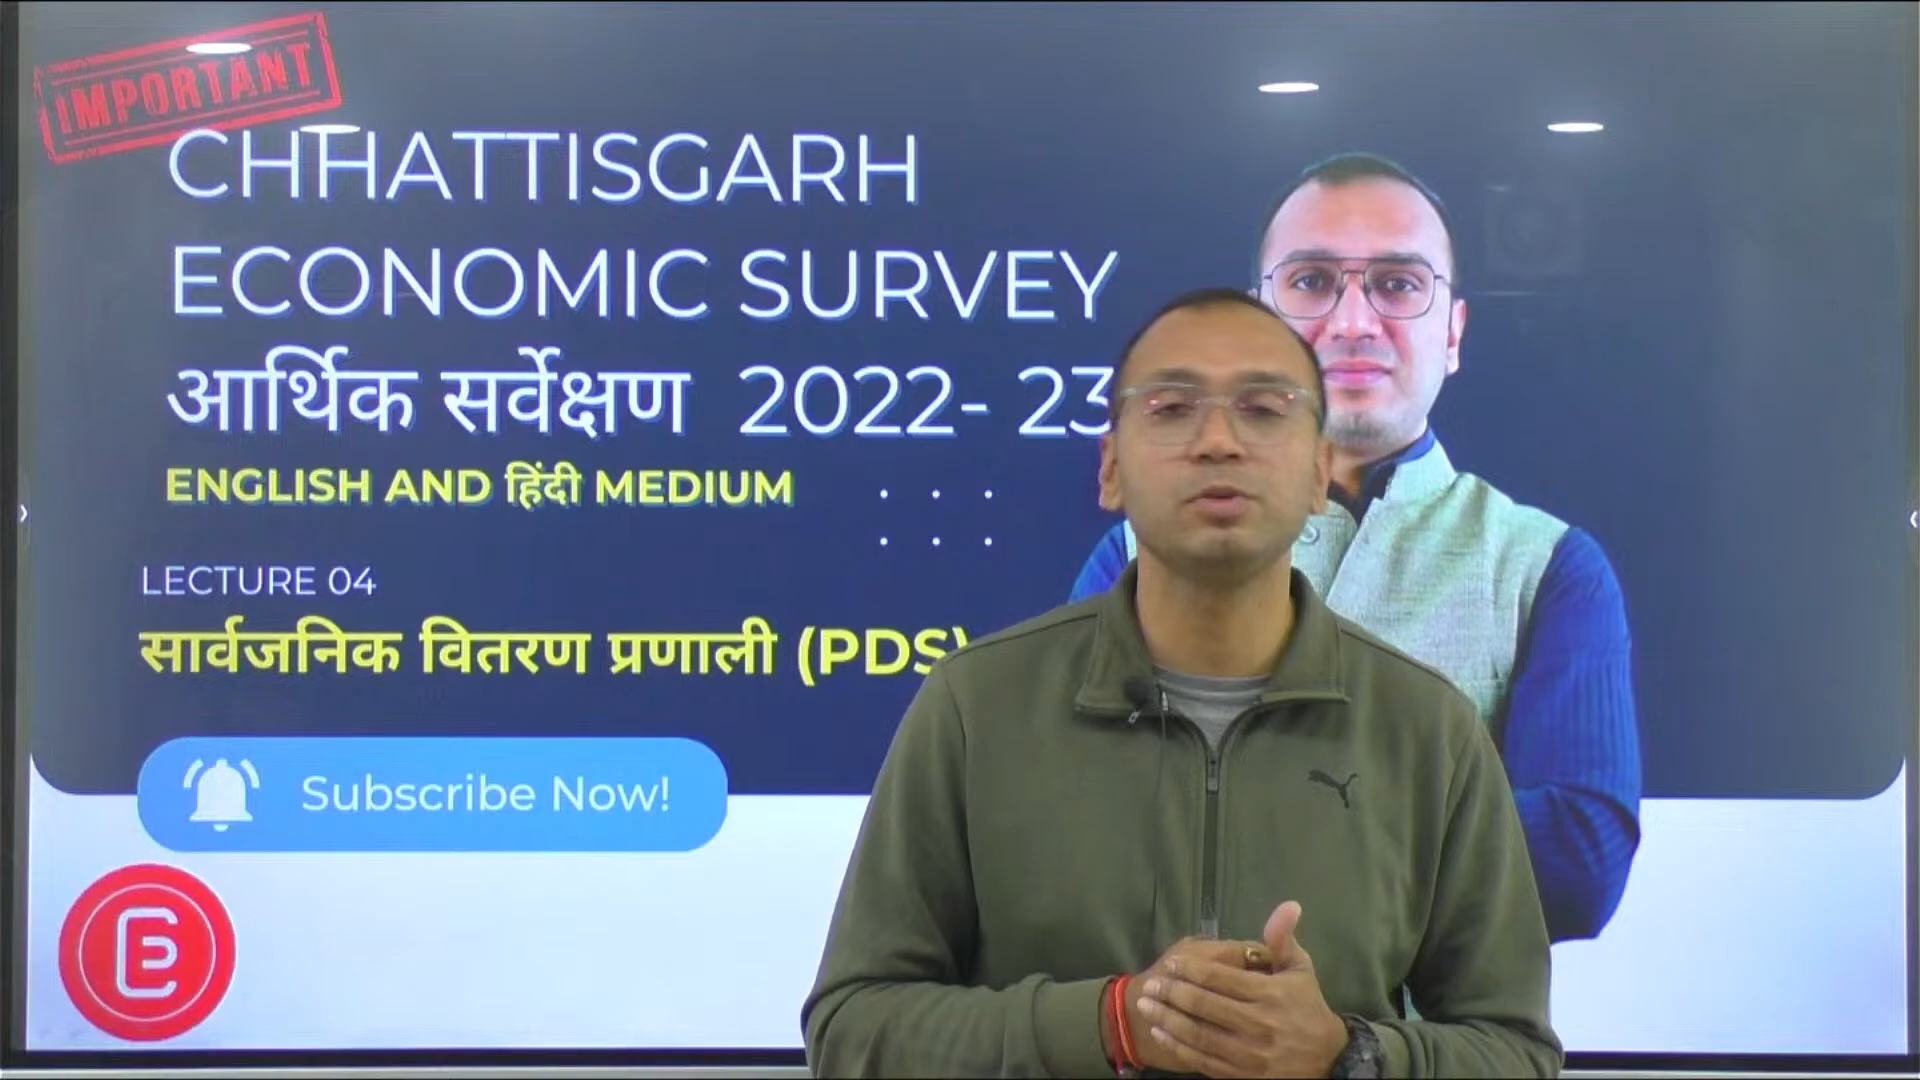 IMPORTANT
CHHATTISGARH
ECONOMIC SURVEY
आर्थिक सर्वेक्षण 2022- 23
ENGLISH AND हिंदी MEDIUM
LECTURE 04
सार्वजनिक वितरण प्रणाली (PDS)
Subscribe Now!